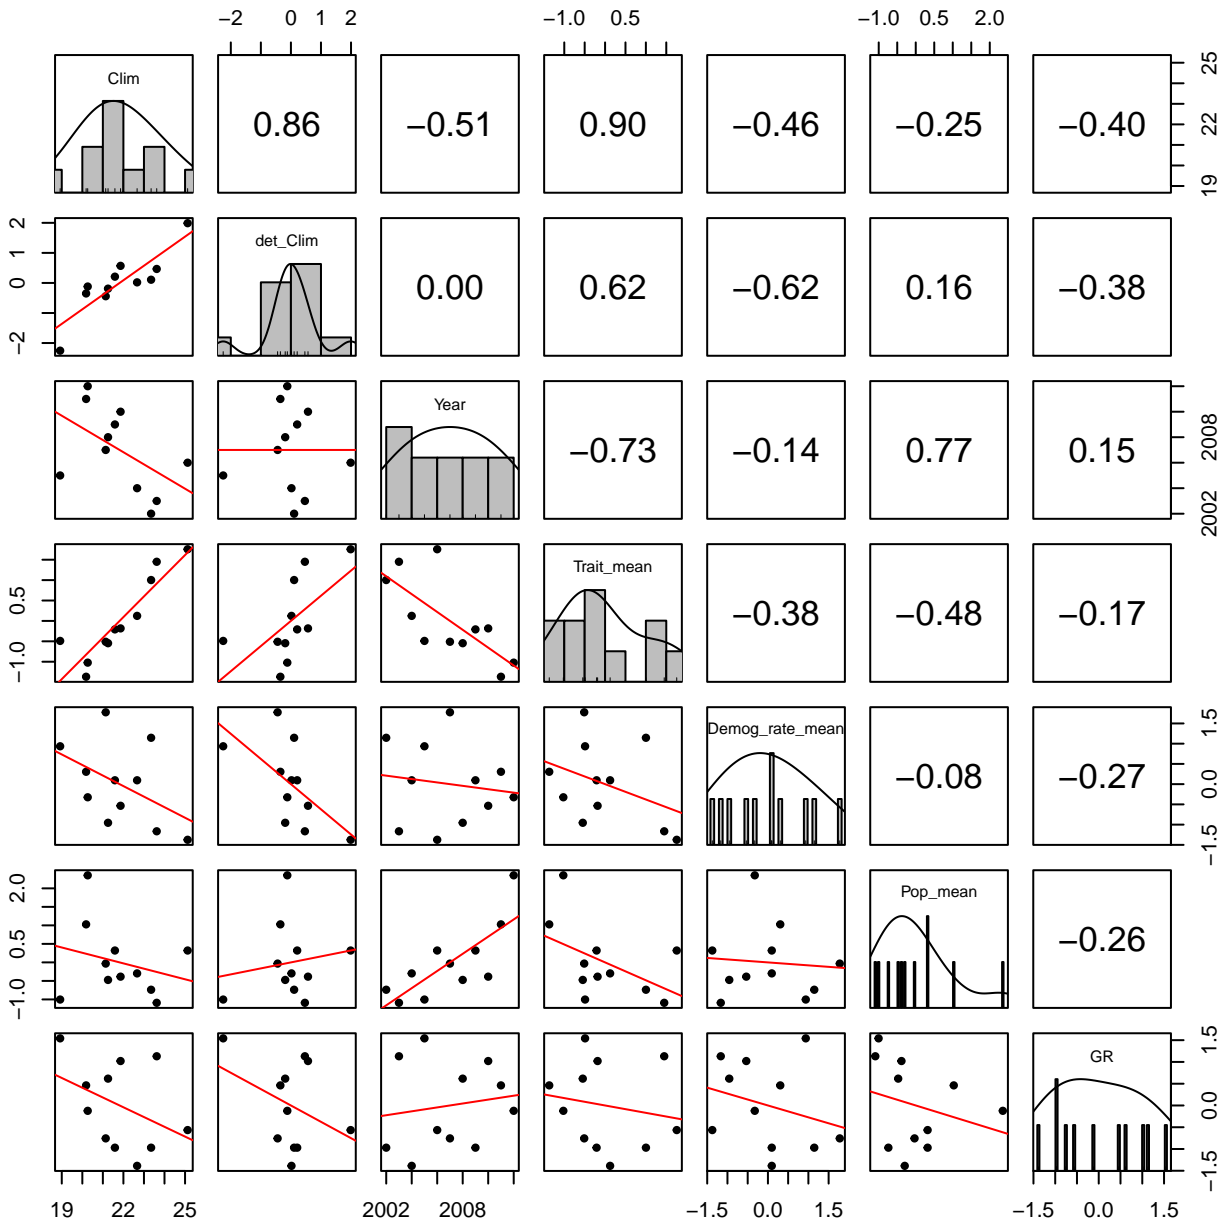 −2 0 1 2
−1.0 0.5
−1.0 0.5 2.0
Clim
0.86
−0.51
0.90
−0.46
−0.25
−0.40
19 22 25
−2 0 1 2
det_Clim
0.00
0.62
−0.62
0.16
−0.38
Year
−0.73
−0.14
0.77
0.15
2002 2008
−1.0 0.5
Trait_mean
−0.38
−0.48
−0.17
Demog_rate_mean
−0.08
−0.27
−1.5 0.0 1.5
−1.0 0.5 2.0
Pop_mean
−0.26
GR
−1.5 0.0 1.5
19 22 25
2002 2008
−1.5 0.0 1.5
−1.5 0.0 1.5